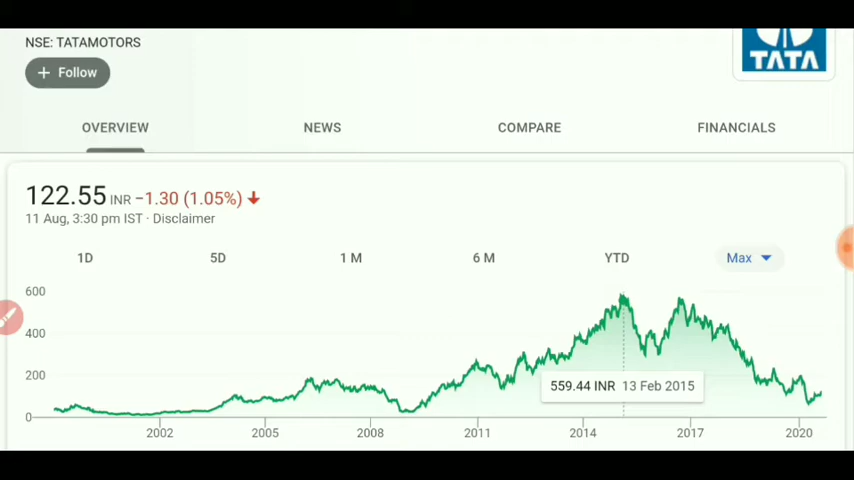 NSE: TATAMOTORS
TATA
+ Follow
OVERVIEW NEWS COMPARE FINANCIALS
122.55 INR −1.30 (1.05%) ↓
11 Aug, 3:30 pm IST · Disclaimer
1D 5D 1 M 6 M YTD Max
600
400
200
0
559.44 INR 13 Feb 2015
2002 2005 2008 2011 2014 2017 2020